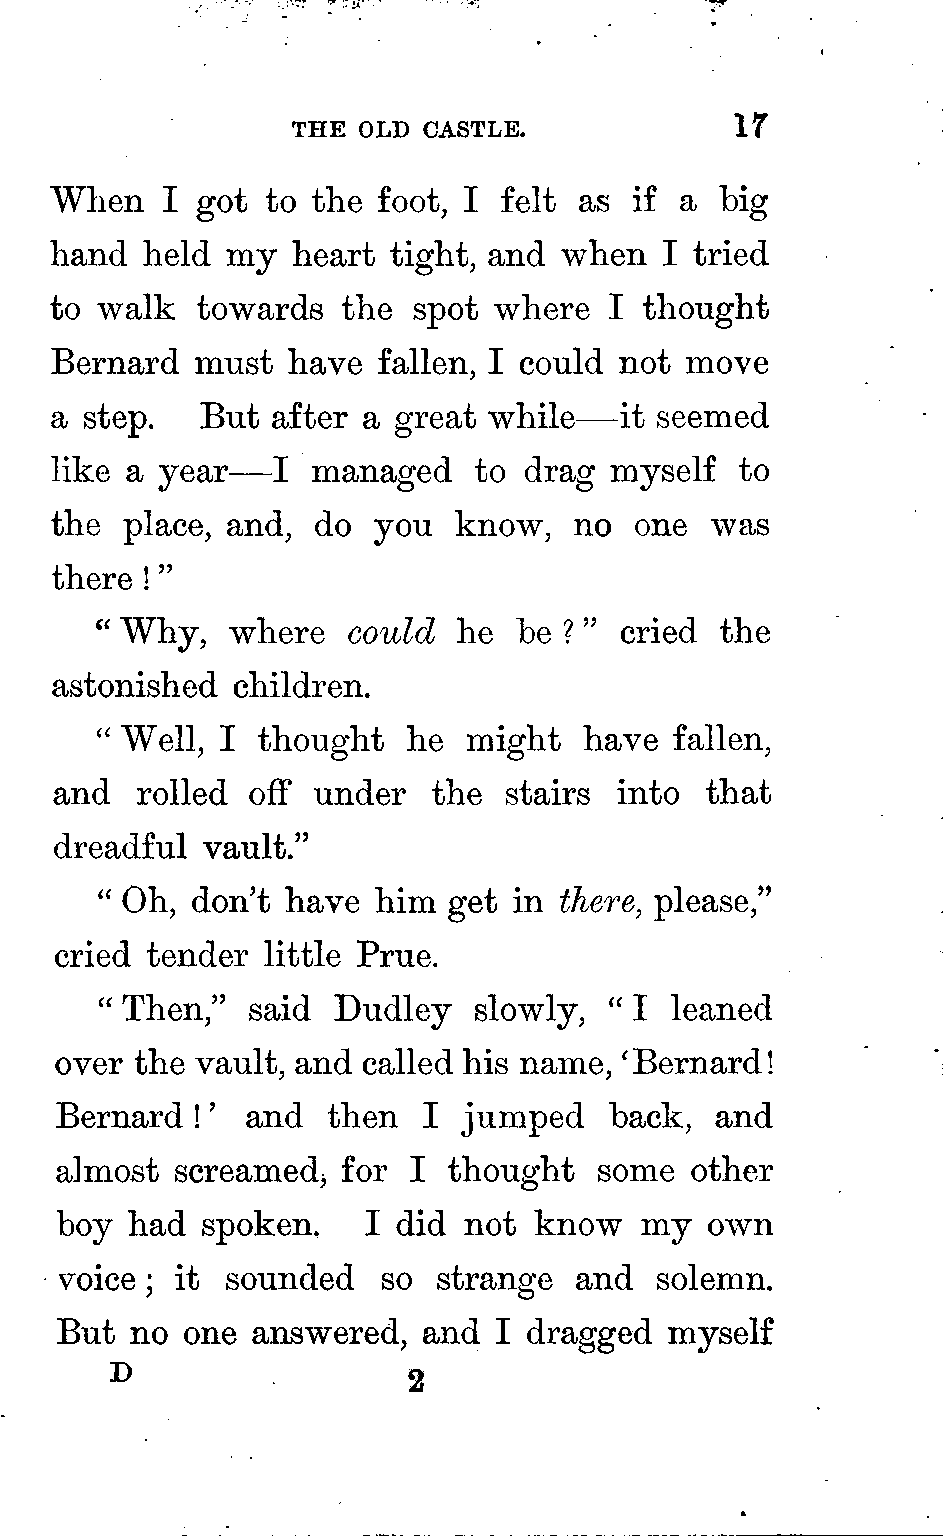 THE OLD CASTLE. 17
When I got to the foot, I felt as if a big
hand held my heart tight, and when I tried
to walk towards the spot where I thought
Bernard must have fallen, I could not move
a step. But after a great while—it seemed
like a year—I managed to drag myself to
the place, and, do you know, no one was
there!”
“Why, where could he be?” cried the
astonished children.
“Well, I thought he might have fallen,
and rolled off under the stairs into that
dreadful vault.”
“Oh, don’t have him get in there, please,”
cried tender little Prue.
“Then,” said Dudley slowly, “I leaned
over the vault, and called his name, ‘Bernard!
Bernard!’ and then I jumped back, and
almost screamed, for I thought some other
boy had spoken. I did not know my own
voice; it sounded so strange and solemn.
But no one answered, and I dragged myself
D 2